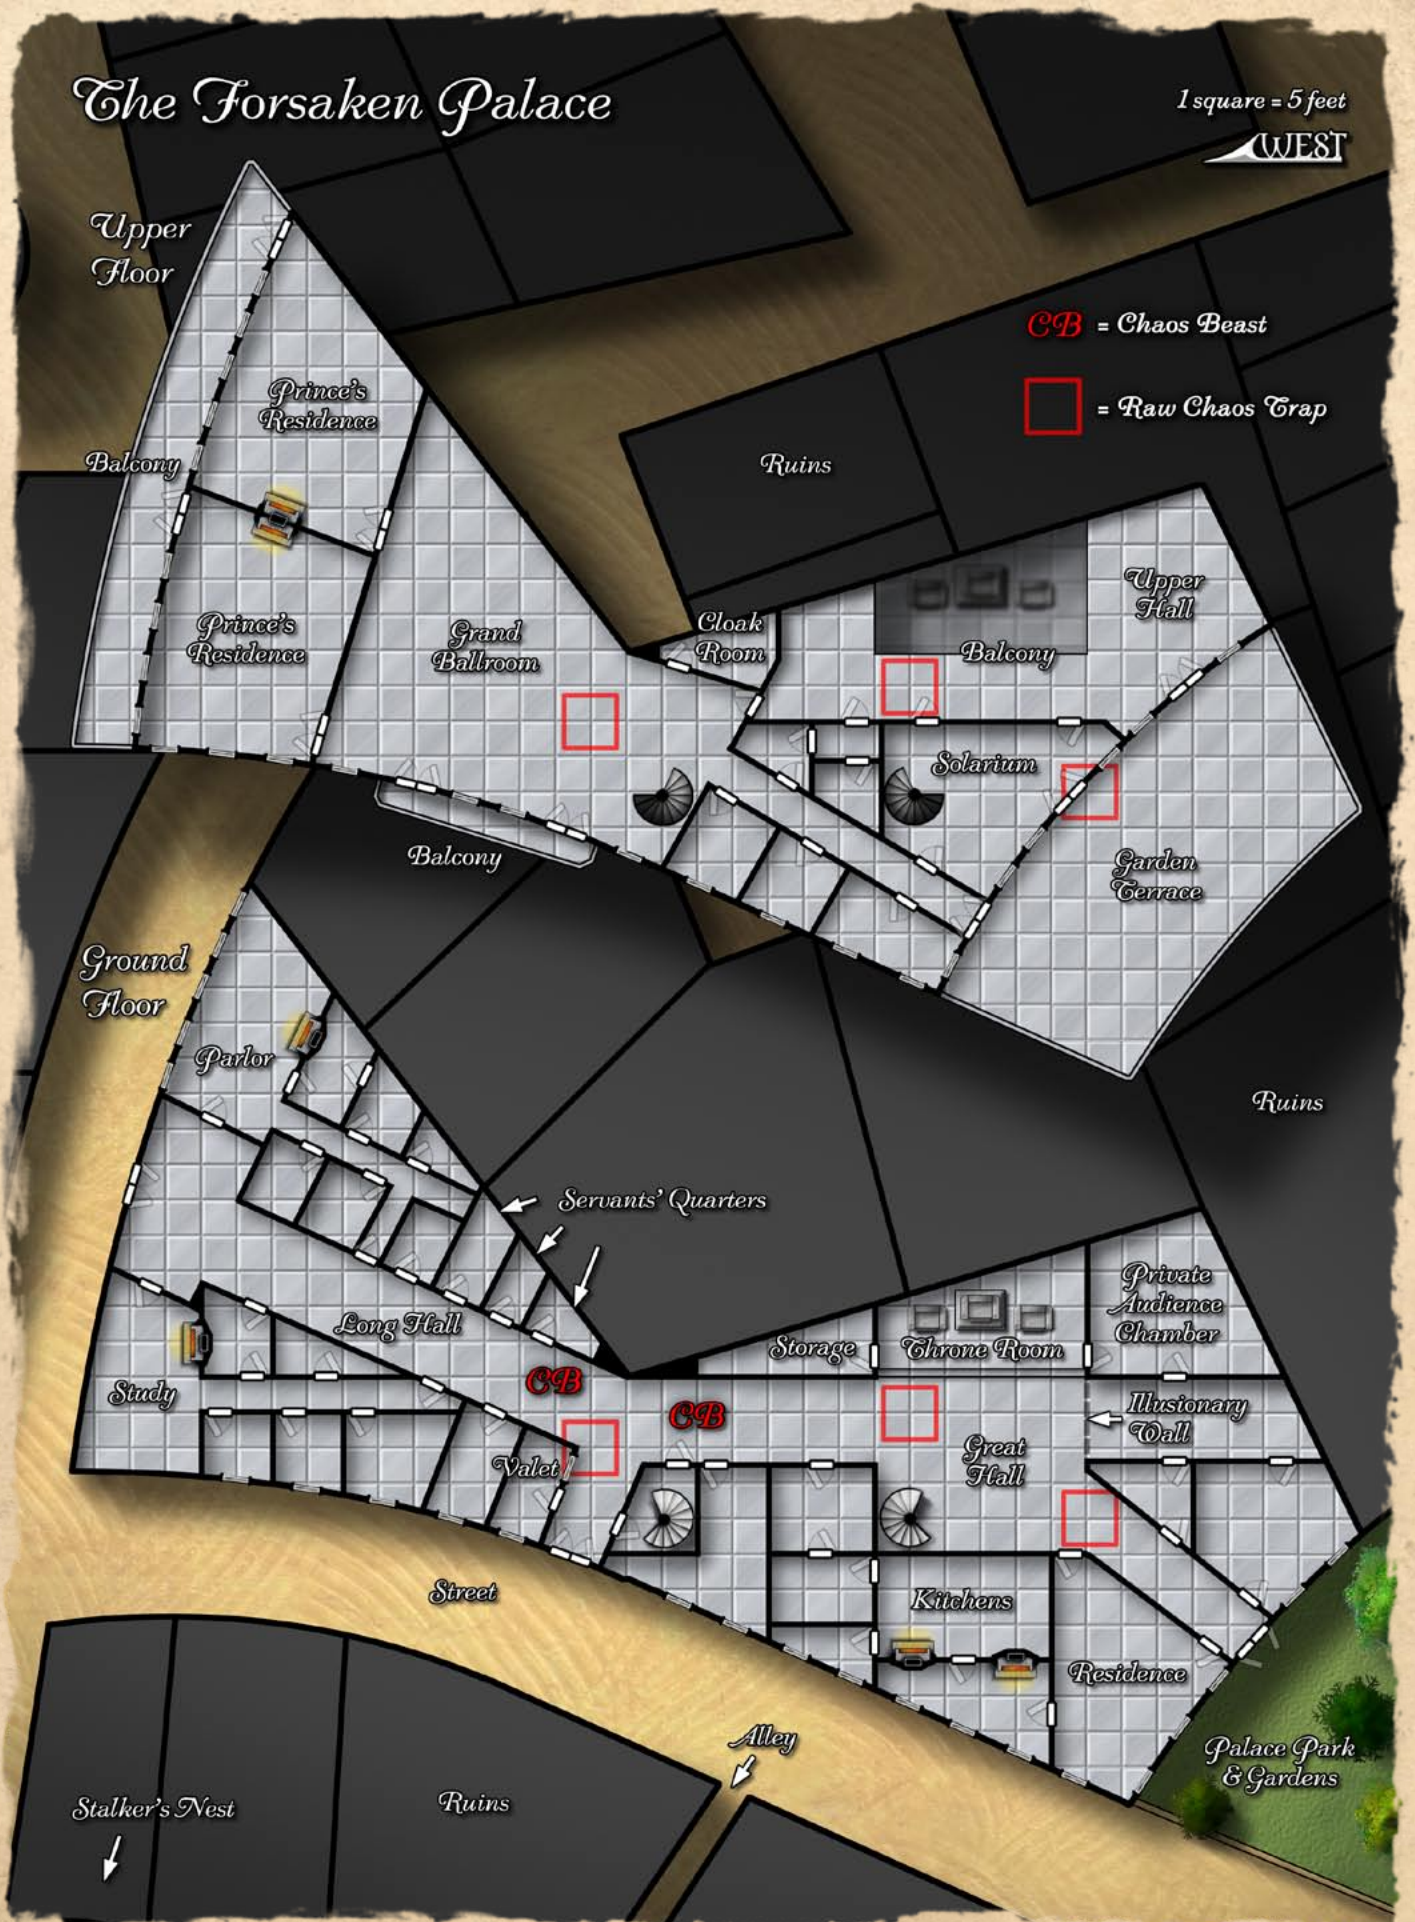 The Forsaken Palace
1 square = 5 feet
WEST
Upper
Floor
CB = Chaos Beast
= Raw Chaos Trap
Prince's
Residence
Balcony
Ruins
Prince's
Residence
Grand
Ballroom
Cloak
Room
Upper
Hall
Balcony
Solarium
Balcony
Garden
Terrace
Ground
Floor
Parlor
Ruins
Servants' Quarters
Long Hall
Storage
Throne Room
Private
Audience
Chamber
Study
CB
CB
Illusionary
Wall
Great
Hall
Valet
Street
Kitchens
Residence
Alley
Palace Park
& Gardens
Stalker's Nest
Ruins